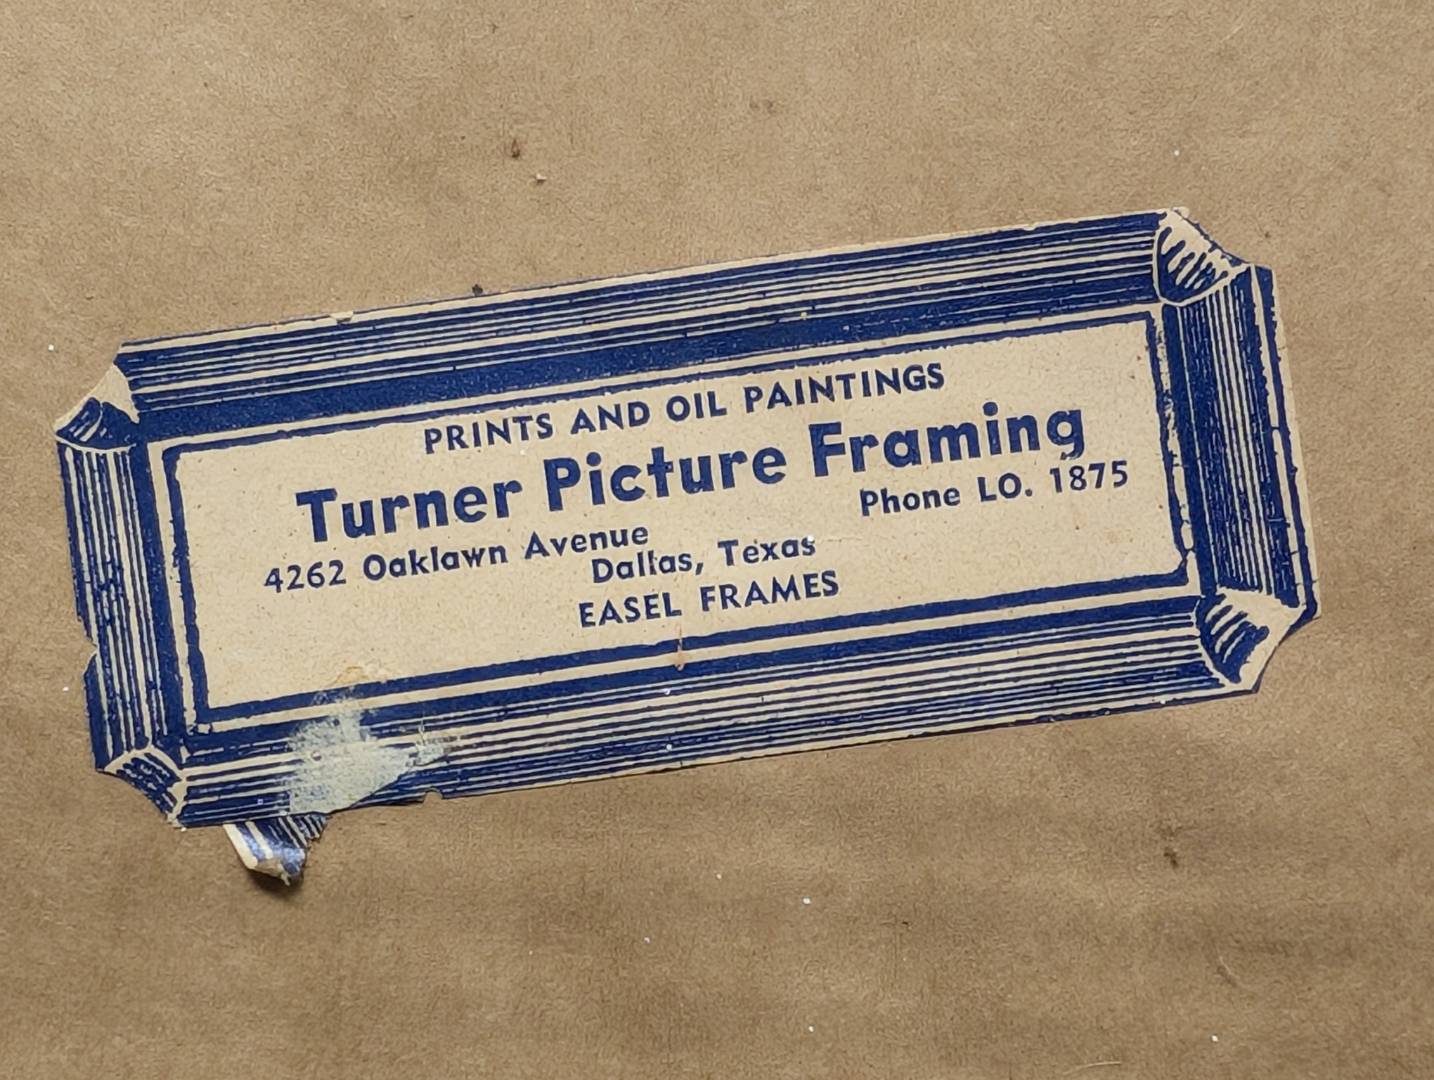 PRINTS AND OIL PAINTINGS
Turner Picture Framing
4262 Oaklawn Avenue
Phone LO. 1875
Dallas, Texas
EASEL FRAMES